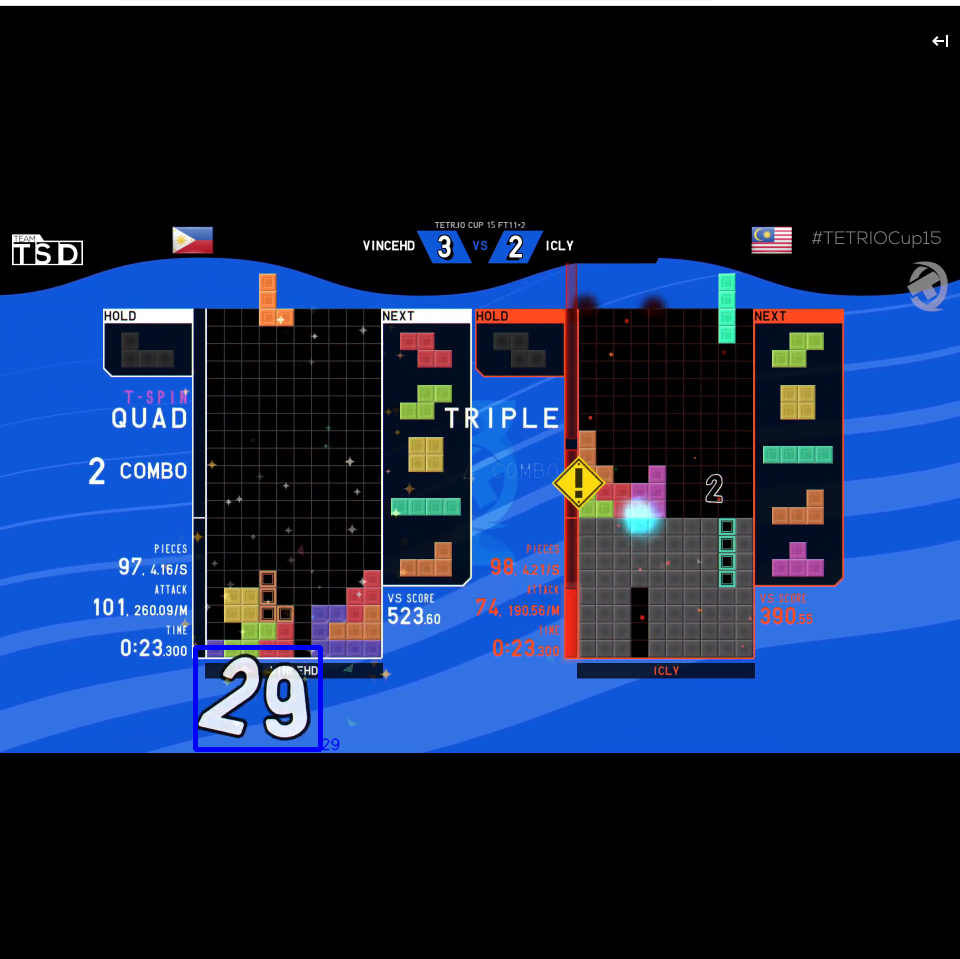 TETR.IO CUP 15 FT11-2
TEAM
TSD
VINCEHD 3 VS 2 ICLY
#TETRIOCup15
HOLD
NEXT
HOLD
NEXT
T-SPIN
QUAD
2 COMBO
TRIPLE
COMBO
!
2
PIECES
97, 4.16/S
ATTACK
101, 260.09/M
TIME
0:23.300
VS SCORE
523.60
PIECES
98, 4.21/S
ATTACK
74, 190.56/M
TIME
0:23.300
VS SCORE
390.55
VINCEHD
ICLY
29
29